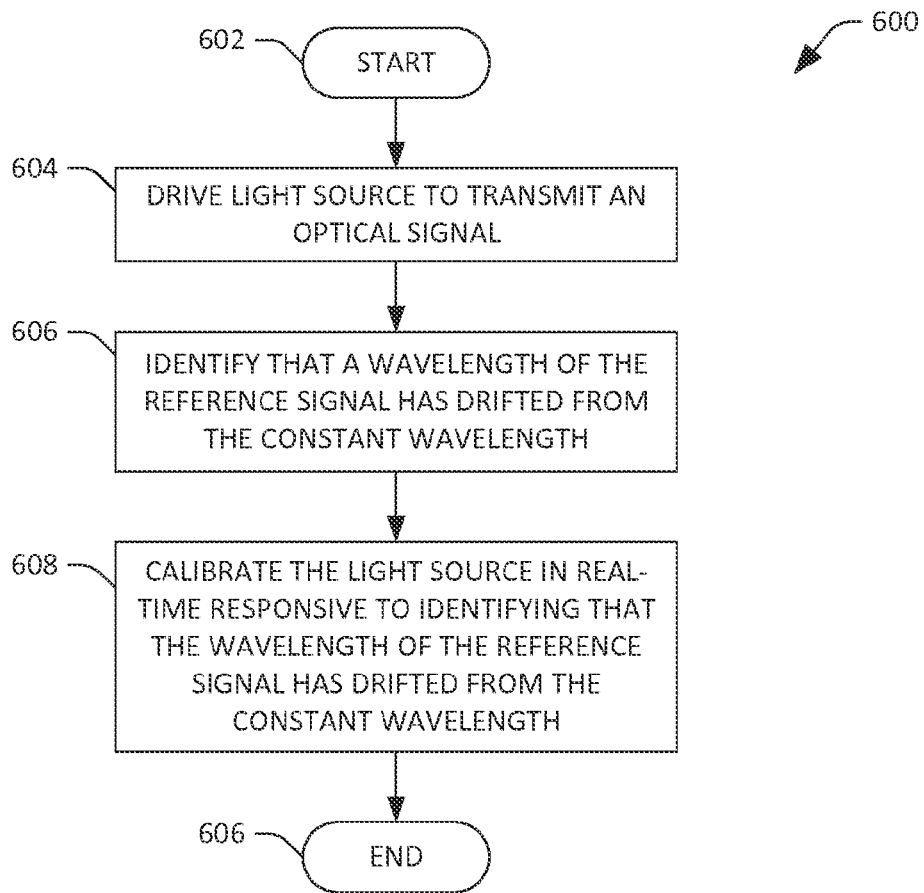 600
602
START
604
DRIVE LIGHT SOURCE TO TRANSMIT AN
OPTICAL SIGNAL
606
IDENTIFY THAT A WAVELENGTH OF THE
REFERENCE SIGNAL HAS DRIFTED FROM
THE CONSTANT WAVELENGTH
608
CALIBRATE THE LIGHT SOURCE IN REAL-
TIME RESPONSIVE TO IDENTIFYING THAT
THE WAVELENGTH OF THE REFERENCE
SIGNAL HAS DRIFTED FROM THE
CONSTANT WAVELENGTH
606
END